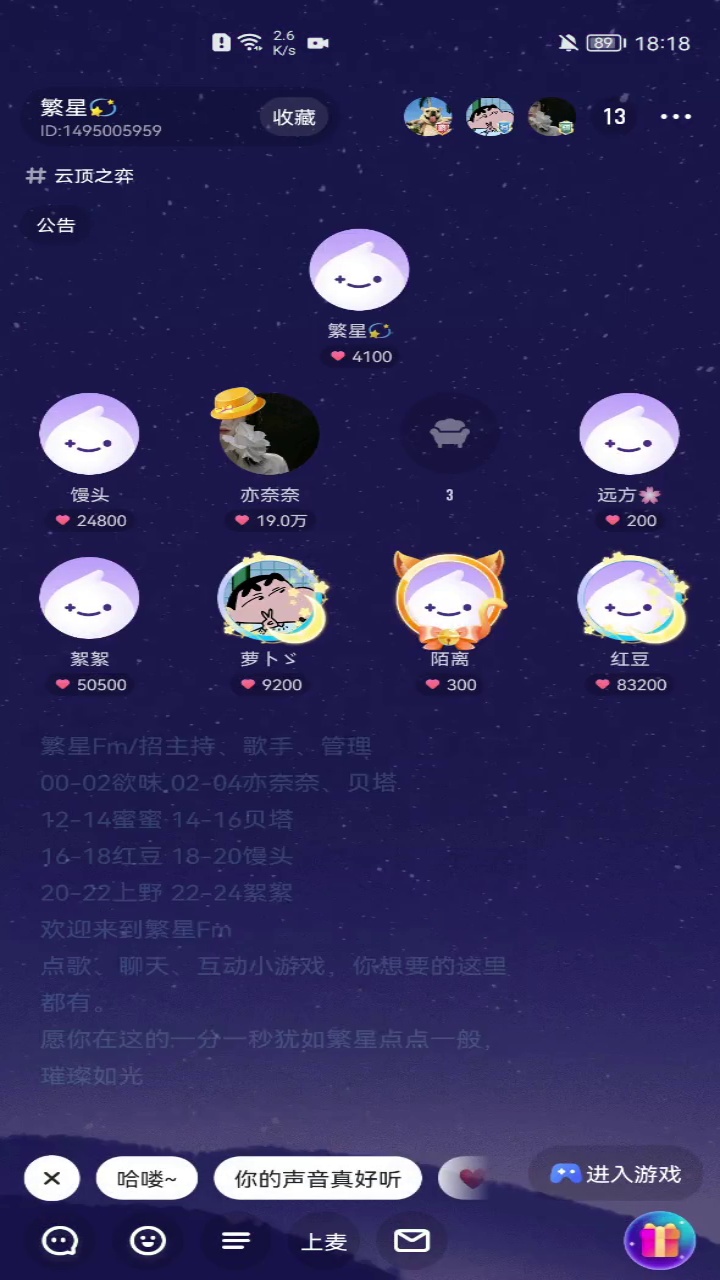 2.6
K/s
89
18:18
繁星💫
ID:1495005959
收藏
13
# 云顶之弈
公告
繁星💫
4100
馒头
亦奈奈
3
远方🌸
24800
19.0万
200
絮絮
萝卜ゞ
陌离
红豆
50500
9200
300
83200
繁星Fm/招主持、歌手、管理
00-02欲味 02-04亦奈奈、贝塔
12-14蜜蜜 14-16贝塔
16-18红豆 18-20馒头
20-22上野 22-24絮絮
欢迎来到繁星Fm
点歌、聊天、互动小游戏，你想要的这里
都有。
愿你在这的一分一秒犹如繁星点点一般，
璀璨如光
哈喽~
你的声音真好听
进入游戏
上麦